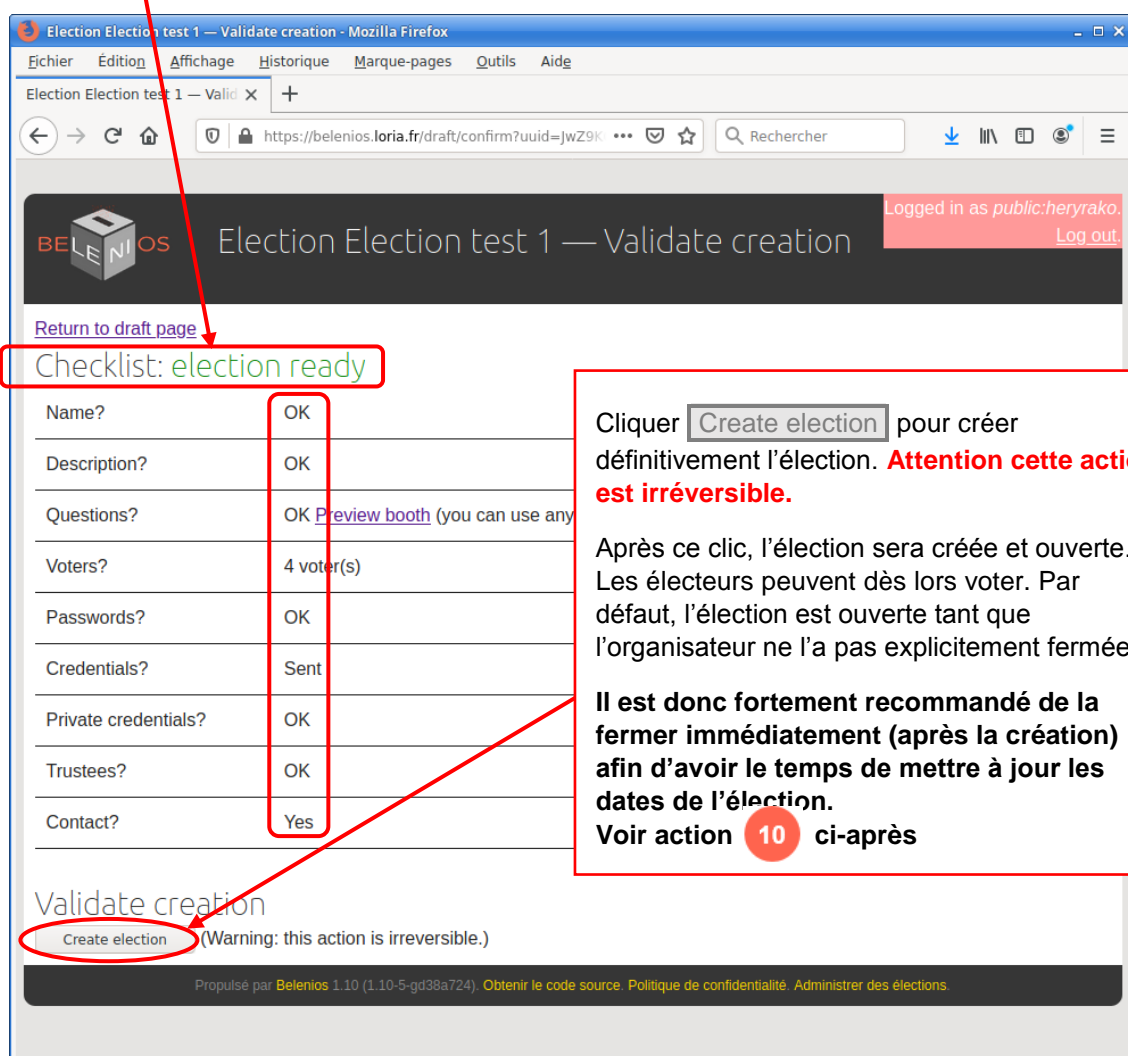 Election Election test 1 — Validate creation - Mozilla Firefox
Fichier Édition Affichage Historique Marque-pages Outils Aide
Election Election test 1 — Valid
https://belenios.loria.fr/draft/confirm?uuid=JwZ9K
Rechercher
BELENIOS
Election Election test 1 — Validate creation
Logged in as public:heryrako.
Log out.
Return to draft page
Checklist: election ready
Name? OK
Description? OK
Questions? OK Preview booth (you can use any
Voters? 4 voter(s)
Passwords? OK
Credentials? Sent
Private credentials? OK
Trustees? OK
Contact? Yes
Cliquer Create election pour créer
définitivement l’élection. Attention cette acti
est irréversible.
Après ce clic, l’élection sera créée et ouverte.
Les électeurs peuvent dès lors voter. Par
défaut, l’élection est ouverte tant que
l’organisateur ne l’a pas explicitement fermée
Il est donc fortement recommandé de la
fermer immédiatement (après la création)
afin d’avoir le temps de mettre à jour les
dates de l’élection.
Voir action 10 ci-après
Validate creation
Create election (Warning: this action is irreversible.)
Propulsé par Belenios 1.10 (1.10-5-gd38a724). Obtenir le code source. Politique de confidentialité. Administrer des élections.